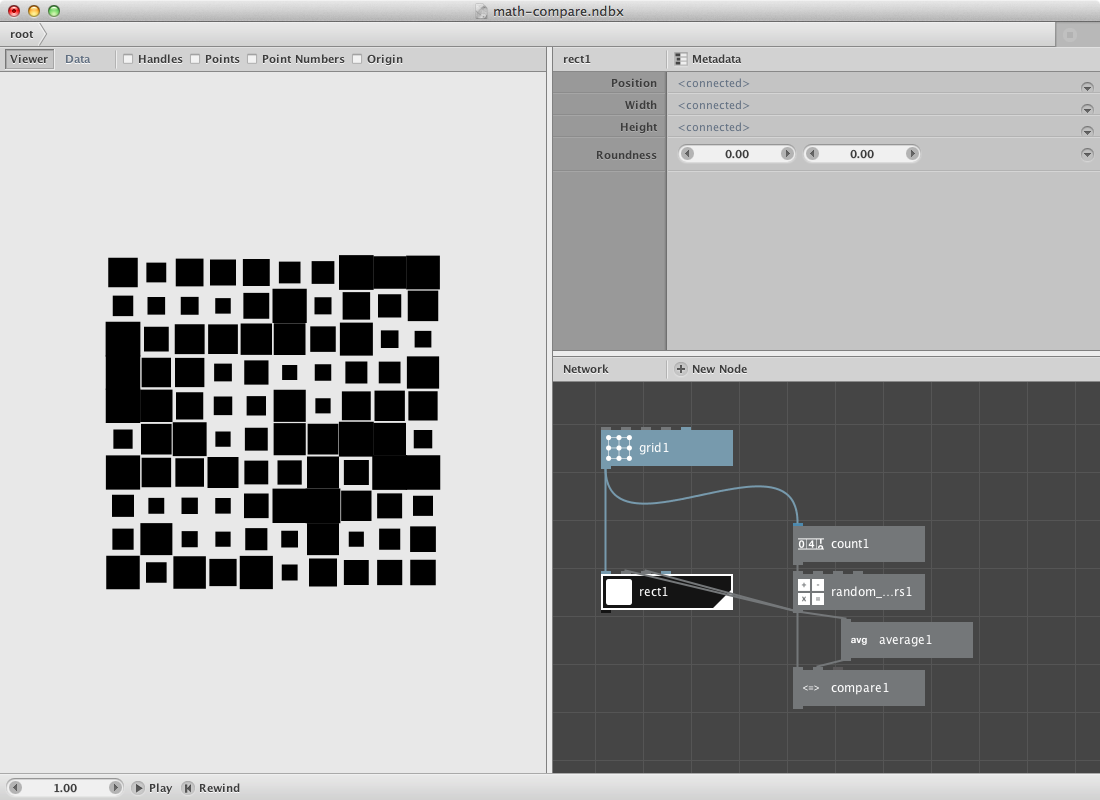 math-compare.ndbx
root
Viewer Data Handles Points Point Numbers Origin
rect1 Metadata
Position <connected>
Width <connected>
Height <connected>
Roundness 0.00 0.00
Network New Node
grid1
count1
rect1
random_...rs1
avg average1
<=> compare1
1.00 Play Rewind